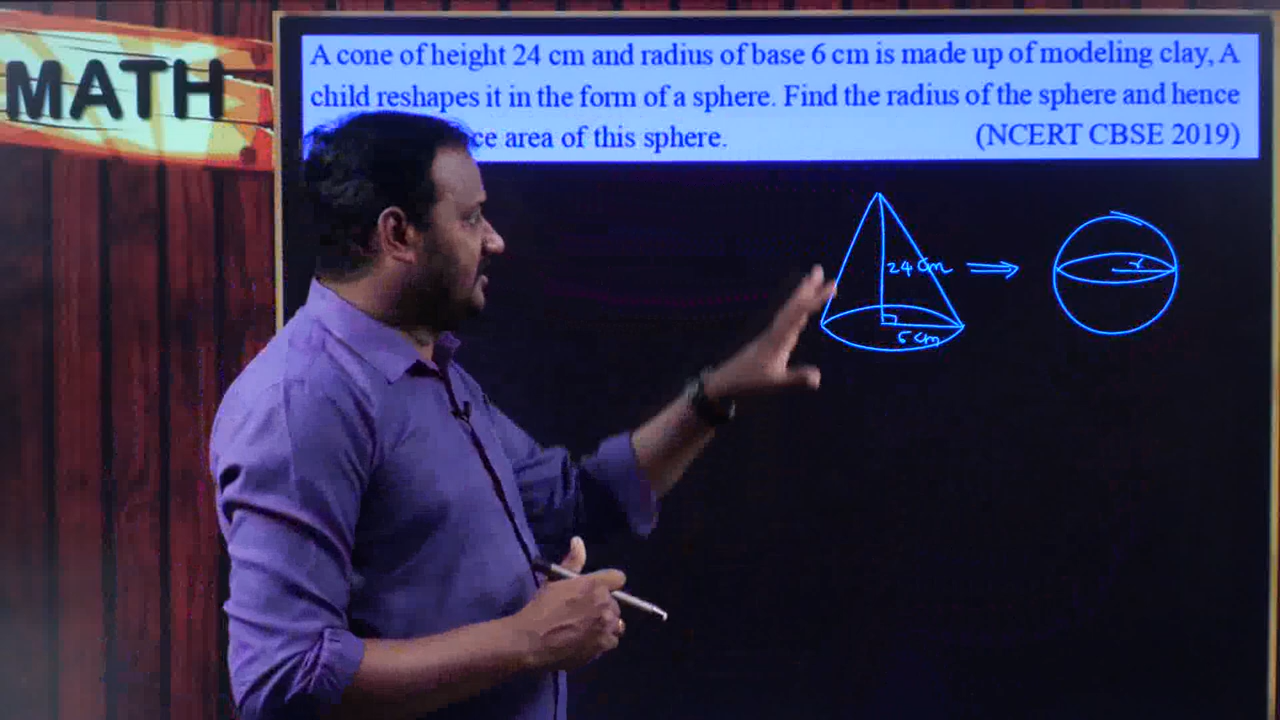 MATH
A cone of height 24 cm and radius of base 6 cm is made up of modeling clay, A
child reshapes it in the form of a sphere. Find the radius of the sphere and hence
area of this sphere. (NCERT CBSE 2019)
24 cm
6 cm
r